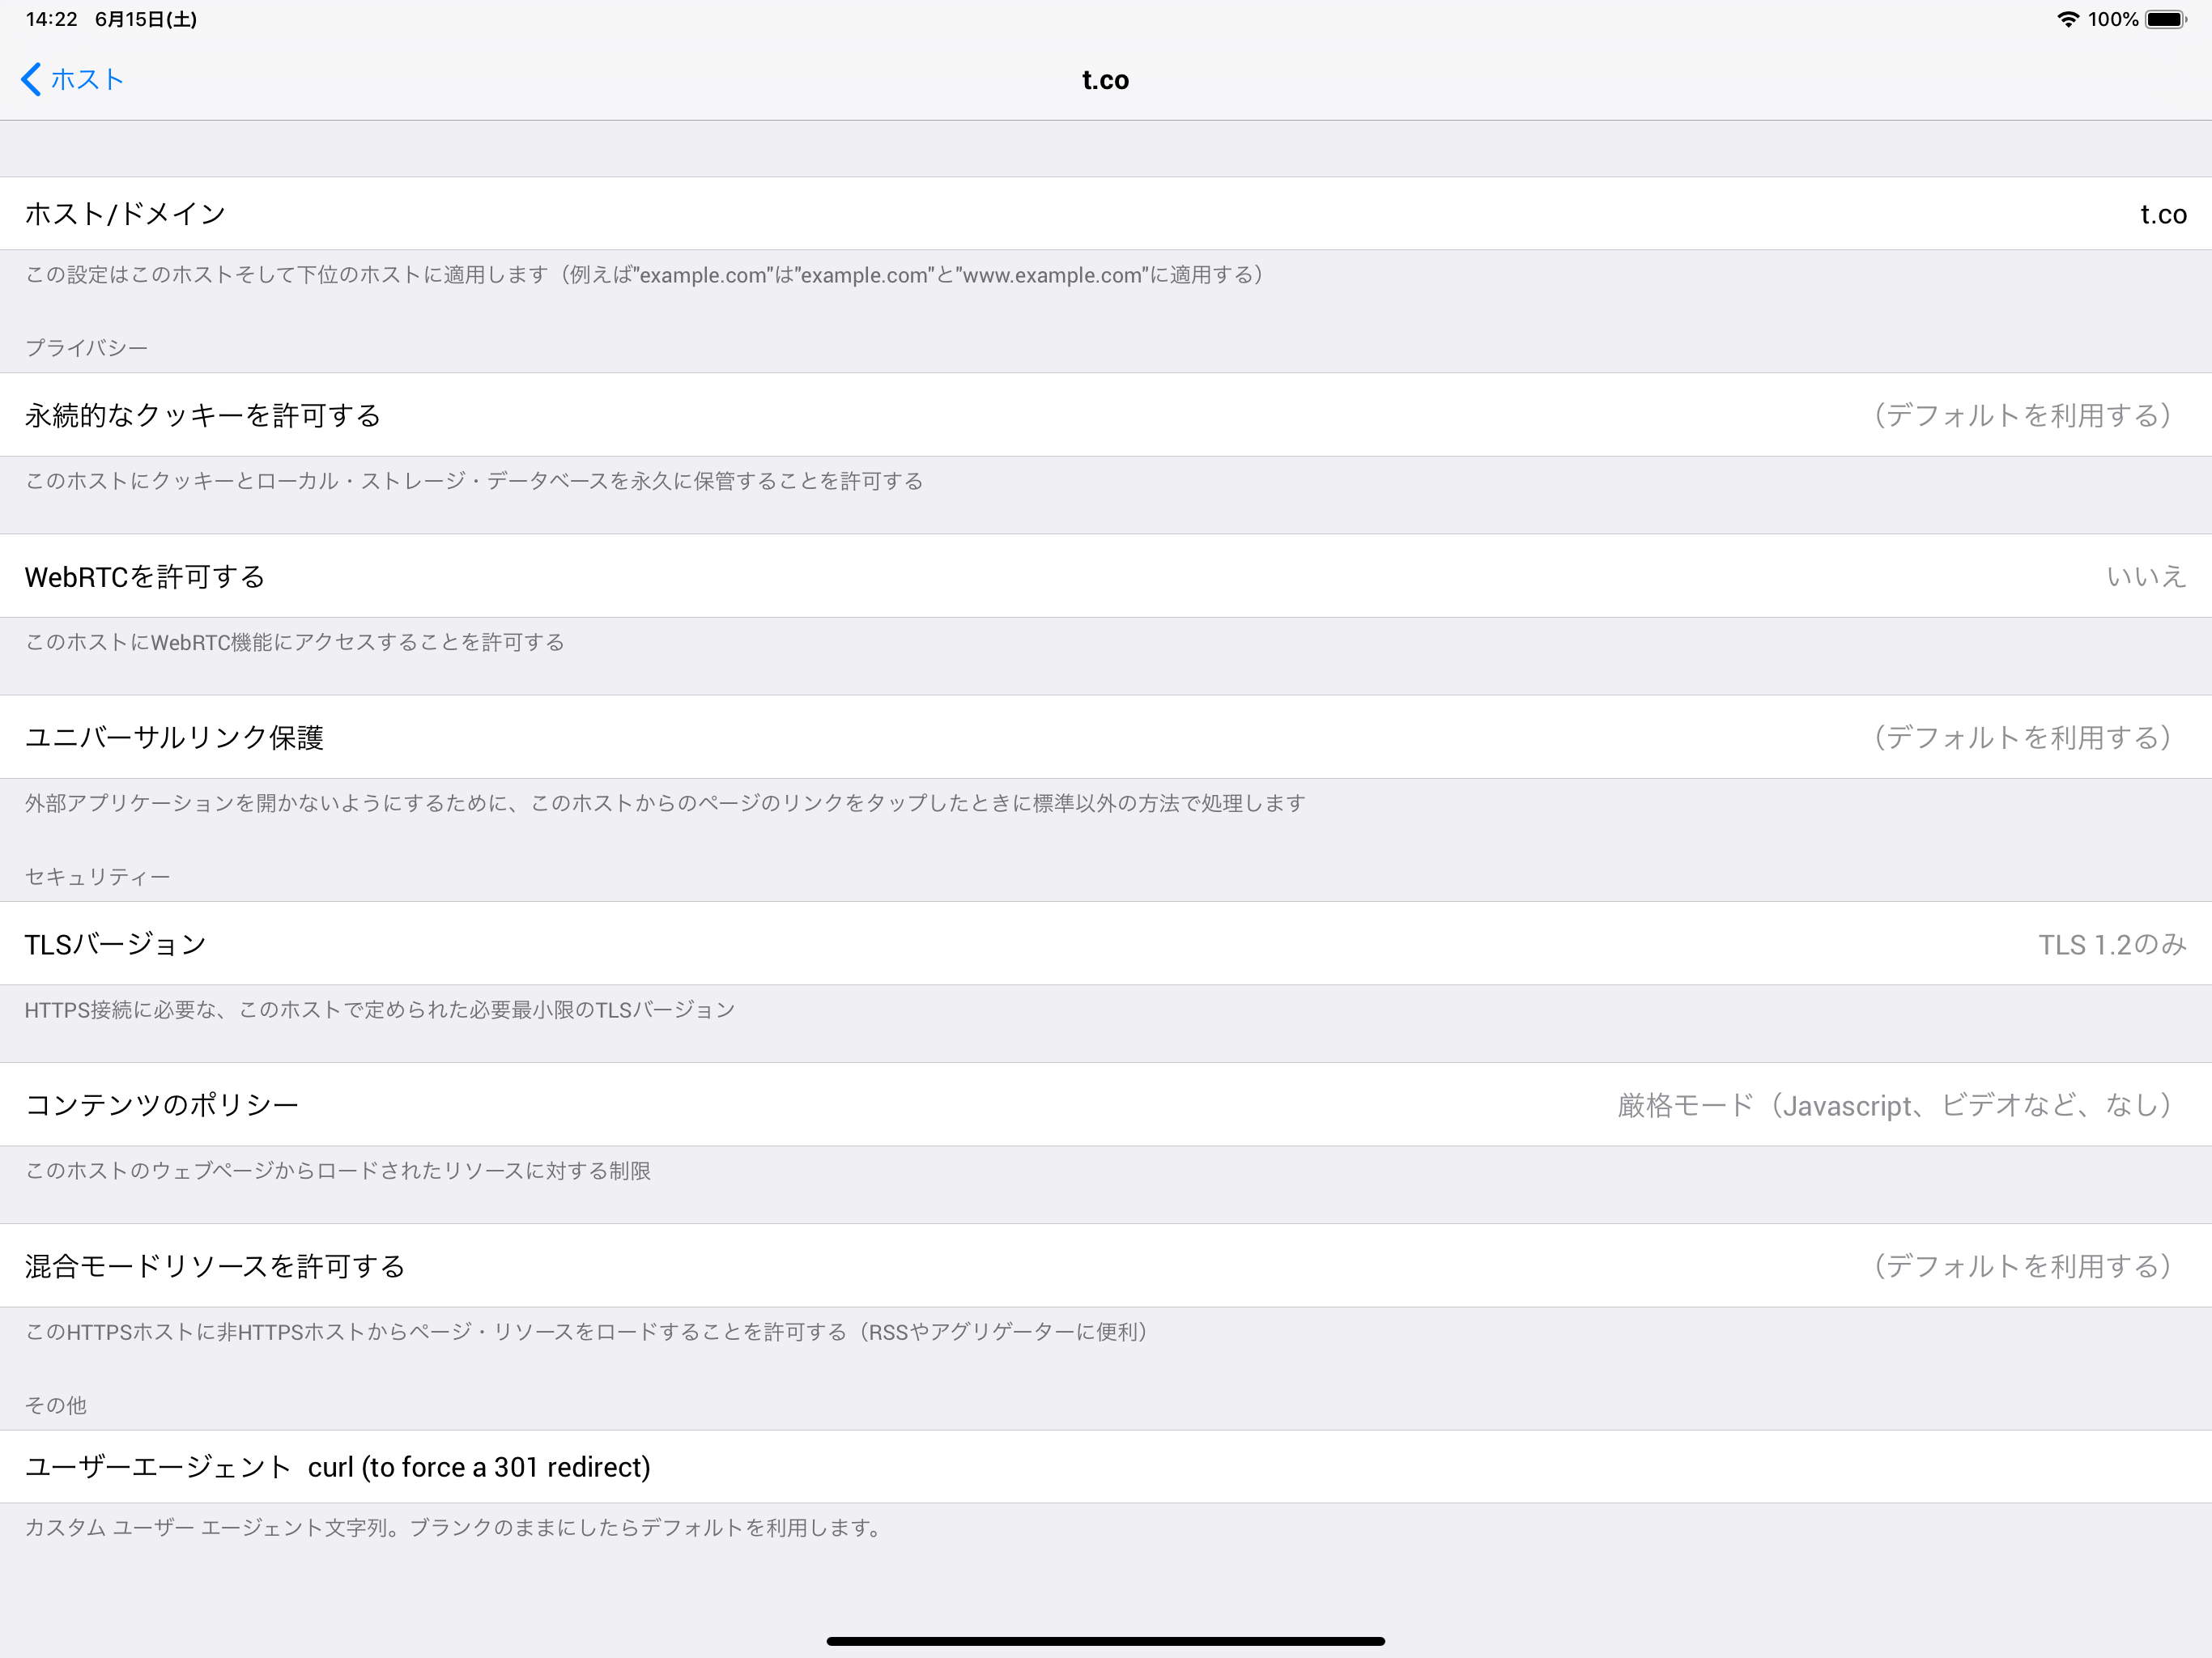 14:22 6月15日(土)
100%
ホスト
t.co
ホスト/ドメイン t.co
この設定はこのホストそして下位のホストに適用します（例えば"example.com"は"example.com"と"www.example.com"に適用する）
プライバシー
永続的なクッキーを許可する （デフォルトを利用する）
このホストにクッキーとローカル・ストレージ・データベースを永久に保管することを許可する
WebRTCを許可する いいえ
このホストにWebRTC機能にアクセスすることを許可する
ユニバーサルリンク保護 （デフォルトを利用する）
外部アプリケーションを開かないようにするために、このホストからのページのリンクをタップしたときに標準以外の方法で処理します
セキュリティー
TLSバージョン TLS 1.2のみ
HTTPS接続に必要な、このホストで定められた必要最小限のTLSバージョン
コンテンツのポリシー 厳格モード（Javascript、ビデオなど、なし）
このホストのウェブページからロードされたリソースに対する制限
混合モードリソースを許可する （デフォルトを利用する）
このHTTPSホストに非HTTPSホストからページ・リソースをロードすることを許可する（RSSやアグリゲーターに便利）
その他
ユーザーエージェント curl (to force a 301 redirect)
カスタム ユーザー エージェント文字列。ブランクのままにしたらデフォルトを利用します。